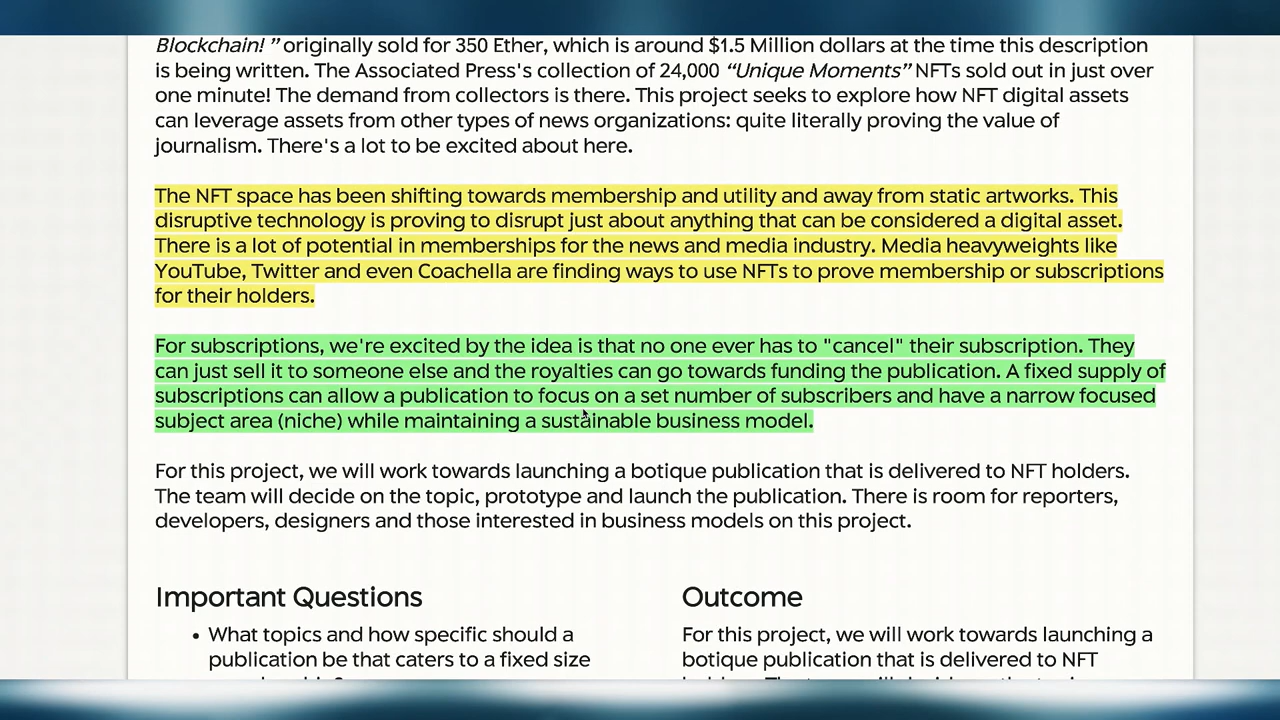 Blockchain! ” originally sold for 350 Ether, which is around $1.5 Million dollars at the time this description
is being written. The Associated Press's collection of 24,000 “Unique Moments” NFTs sold out in just over
one minute! The demand from collectors is there. This project seeks to explore how NFT digital assets
can leverage assets from other types of news organizations: quite literally proving the value of
journalism. There's a lot to be excited about here.
The NFT space has been shifting towards membership and utility and away from static artworks. This
disruptive technology is proving to disrupt just about anything that can be considered a digital asset.
There is a lot of potential in memberships for the news and media industry. Media heavyweights like
YouTube, Twitter and even Coachella are finding ways to use NFTs to prove membership or subscriptions
for their holders.
For subscriptions, we're excited by the idea is that no one ever has to "cancel" their subscription. They
can just sell it to someone else and the royalties can go towards funding the publication. A fixed supply of
subscriptions can allow a publication to focus on a set number of subscribers and have a narrow focused
subject area (niche) while maintaining a sustainable business model.
For this project, we will work towards launching a botique publication that is delivered to NFT holders.
The team will decide on the topic, prototype and launch the publication. There is room for reporters,
developers, designers and those interested in business models on this project.
Important Questions
• What topics and how specific should a
publication be that caters to a fixed size
Outcome
For this project, we will work towards launching a
botique publication that is delivered to NFT